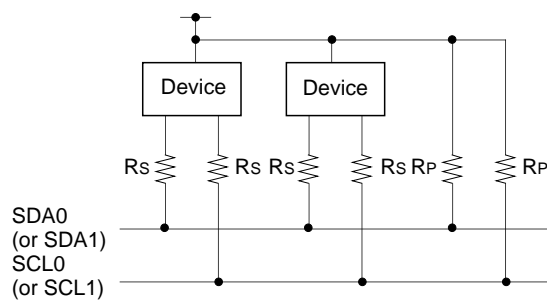 Device
Device
RS
RS
RS
RS
RP
RP
SDA0
(or SDA1)
SCL0
(or SCL1)